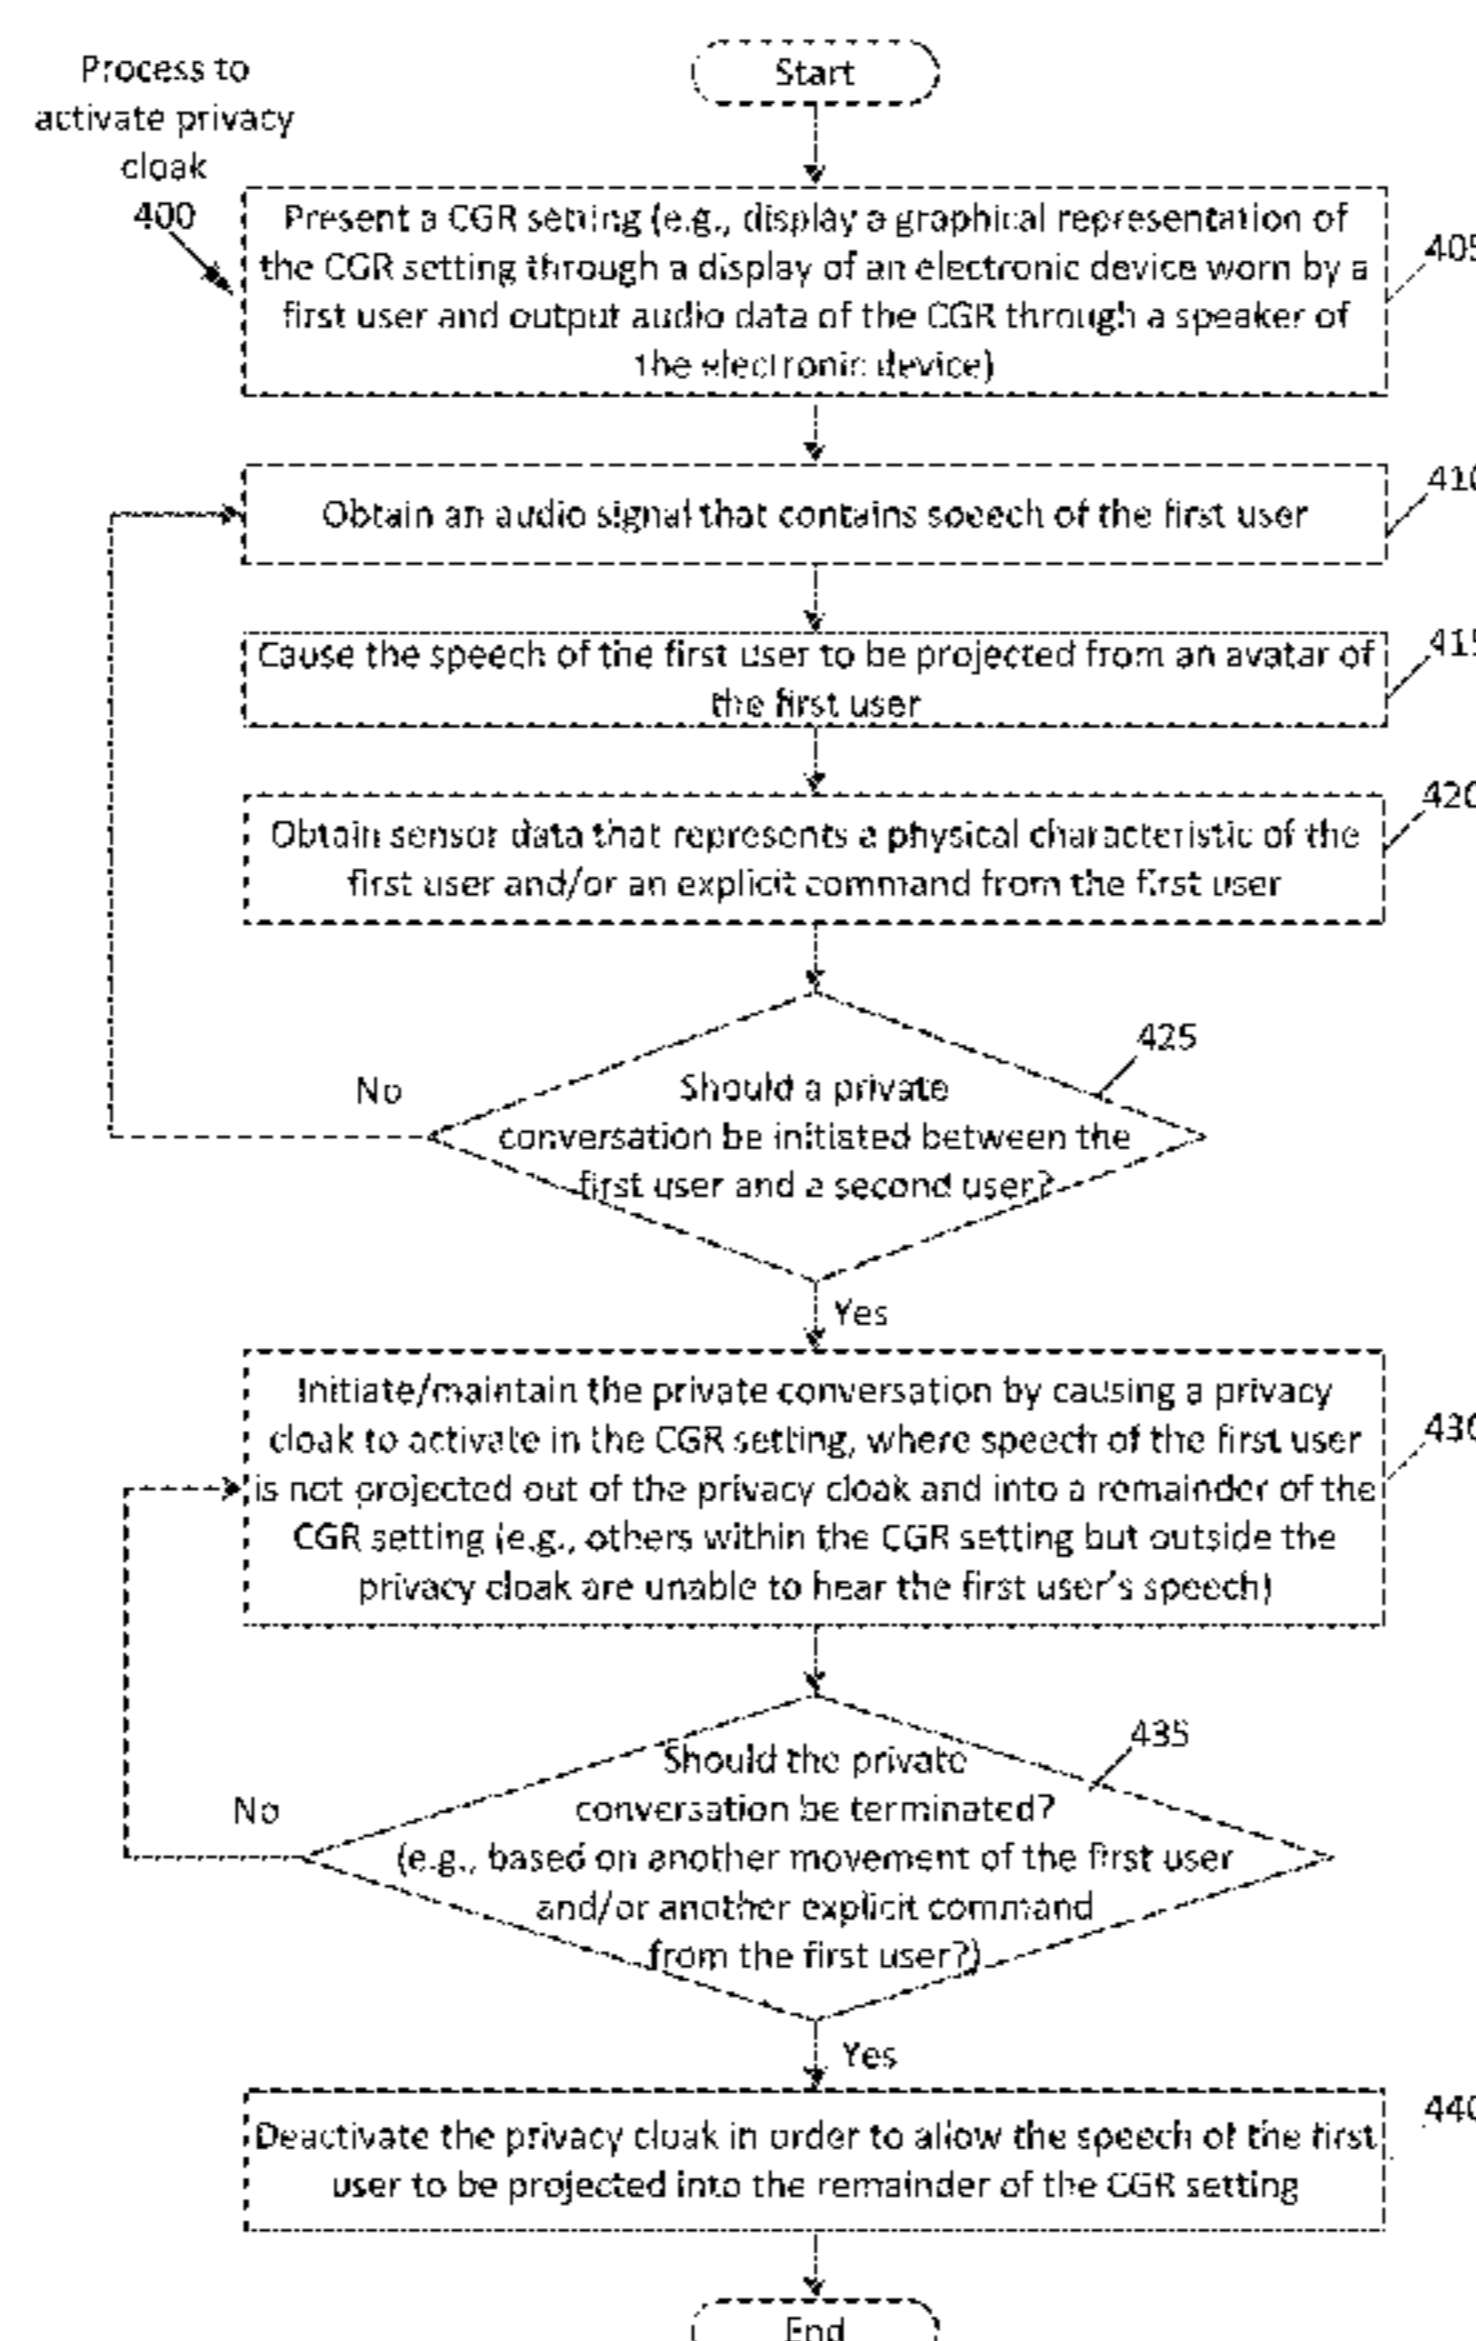 Process to
activate privacy
cloak
400
Start
Present a CGR setting (e.g., display a graphical representation of
the CGR setting through a display of an electronic device worn by a
first user and output audio data of the CGR through a speaker of
the electronic device)
405
Obtain an audio signal that contains speech of the first user
410
Cause the speech of the first user to be projected from an avatar of
the first user
415
Obtain sensor data that represents a physical characteristic of the
first user and/or an explicit command from the first user
420
425
No
Should a private
conversation be initiated between the
first user and a second user?
Yes
Initiate/maintain the private conversation by causing a privacy
cloak to activate in the CGR setting, where speech of the first user
is not projected out of the privacy cloak and into a remainder of the
CGR setting (e.g., others within the CGR setting but outside the
privacy cloak are unable to hear the first user's speech)
430
435
No
Should the private
conversation be terminated?
(e.g., based on another movement of the first user
and/or another explicit command
from the first user?)
Yes
Deactivate the privacy cloak in order to allow the speech of the first
user to be projected into the remainder of the CGR setting
440
End